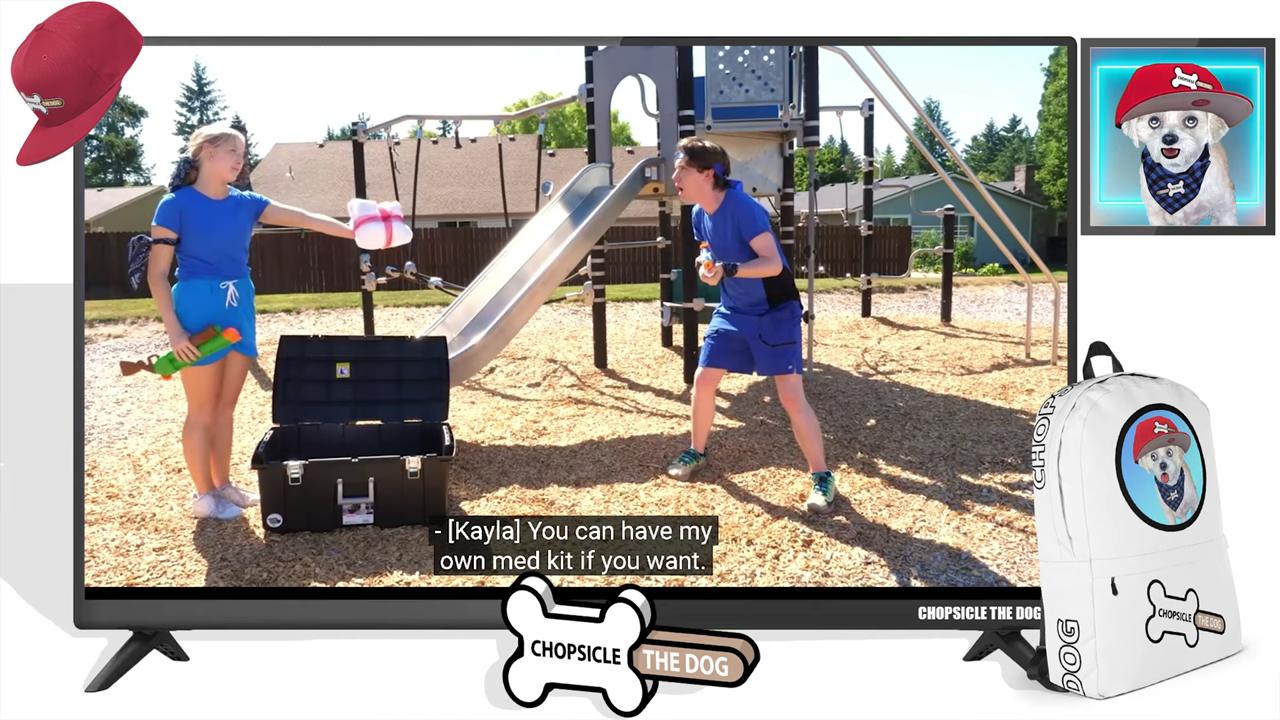 - [Kayla] You can have my
own med kit if you want.
CHOPSICLE THE DOG
CHOPSICLE
THE DOG
CHOPS
DOG
CHOPSICLE
THE DOG